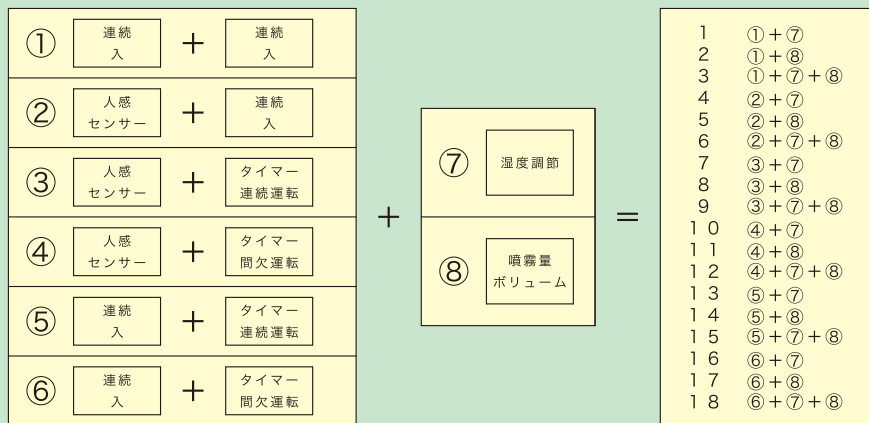 ① 連続 + 連続
入 入
② 人感 + 連続
センサー 入
③ 人感 + タイマー
センサー 連続運転
④ 人感 + タイマー
センサー 間欠運転
⑤ 連続 + タイマー
入 連続運転
⑥ 連続 + タイマー
入 間欠運転
+
⑦ 湿度調節
⑧ 噴霧量
ボリューム
=
1 ①+⑦
2 ①+⑧
3 ①+⑦+⑧
4 ②+⑦
5 ②+⑧
6 ②+⑦+⑧
7 ③+⑦
8 ③+⑧
9 ③+⑦+⑧
10 ④+⑦
11 ④+⑧
12 ④+⑦+⑧
13 ⑤+⑦
14 ⑤+⑧
15 ⑤+⑦+⑧
16 ⑥+⑦
17 ⑥+⑧
18 ⑥+⑦+⑧